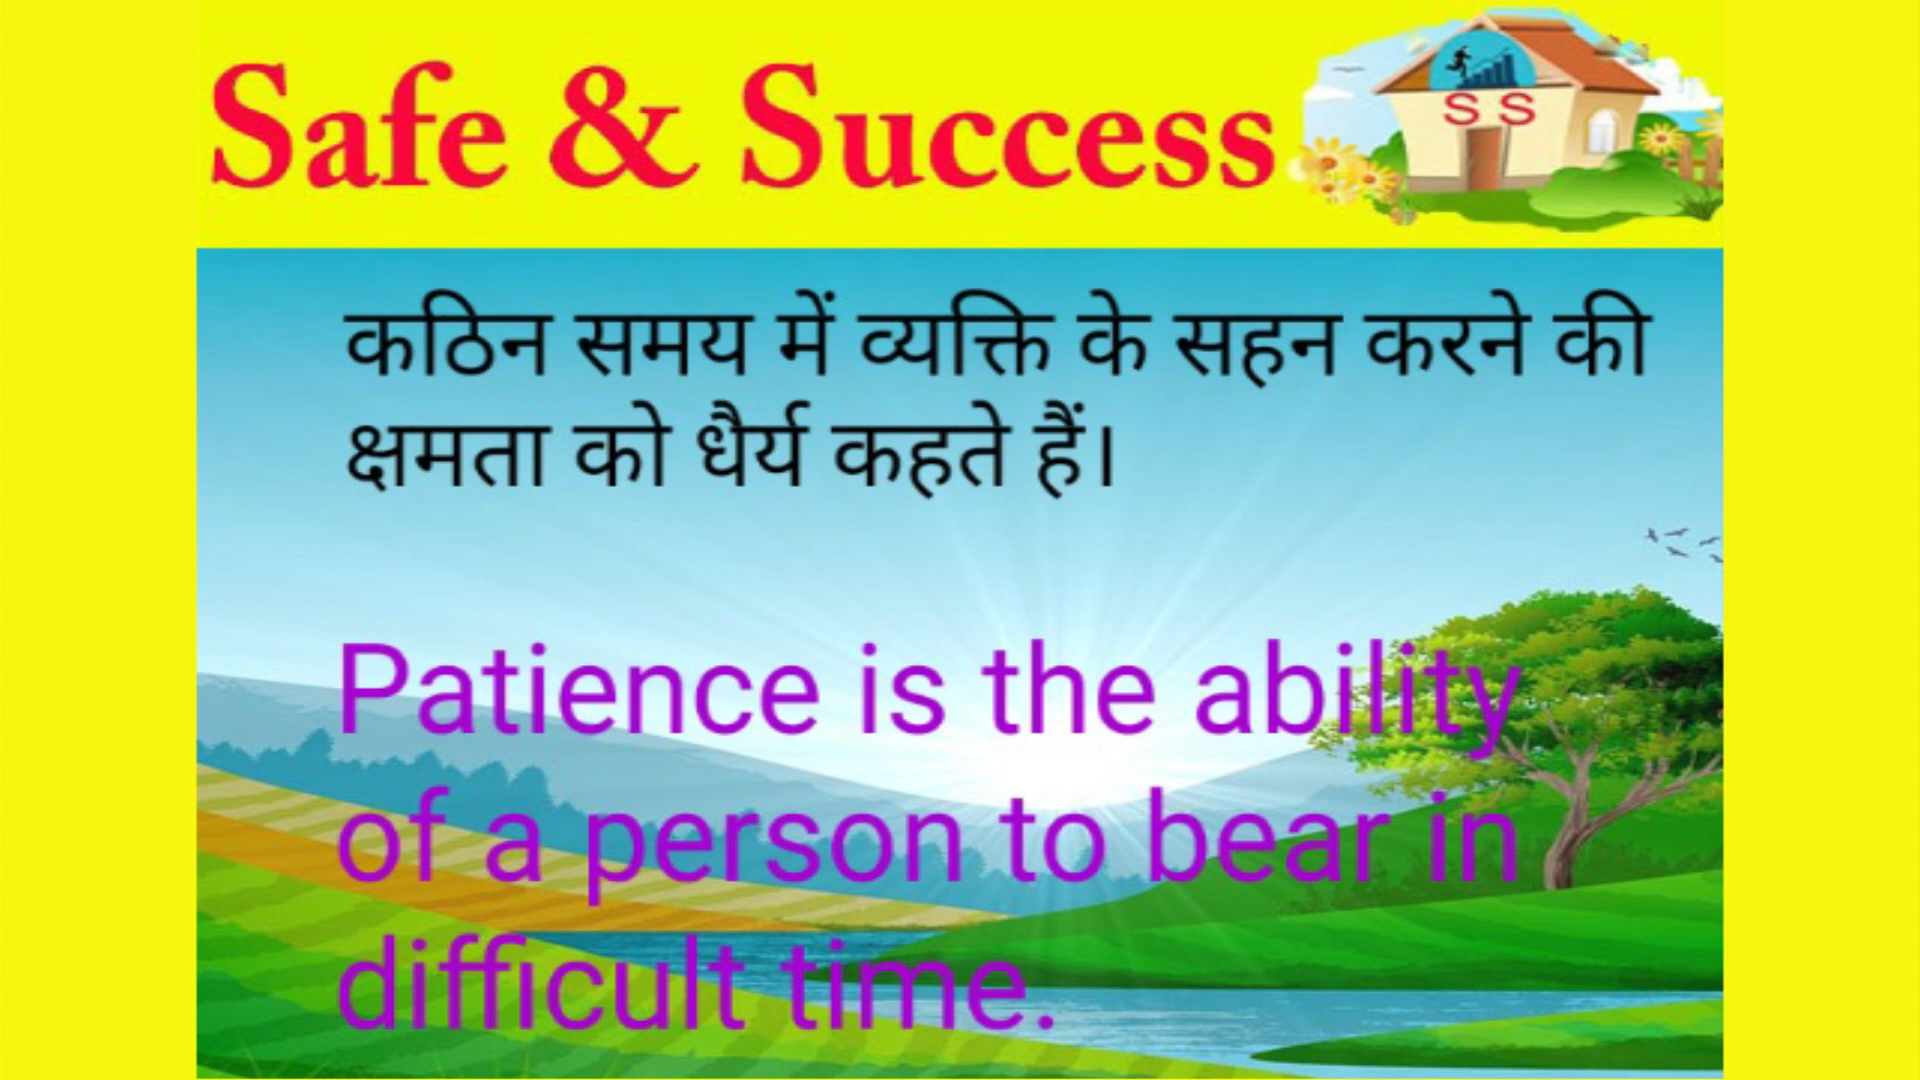 Safe & Success
S S
कठिन समय में व्यक्ति के सहन करने की
क्षमता को धैर्य कहते हैं।
Patience is the ability
of a person to bear in
difficult time.